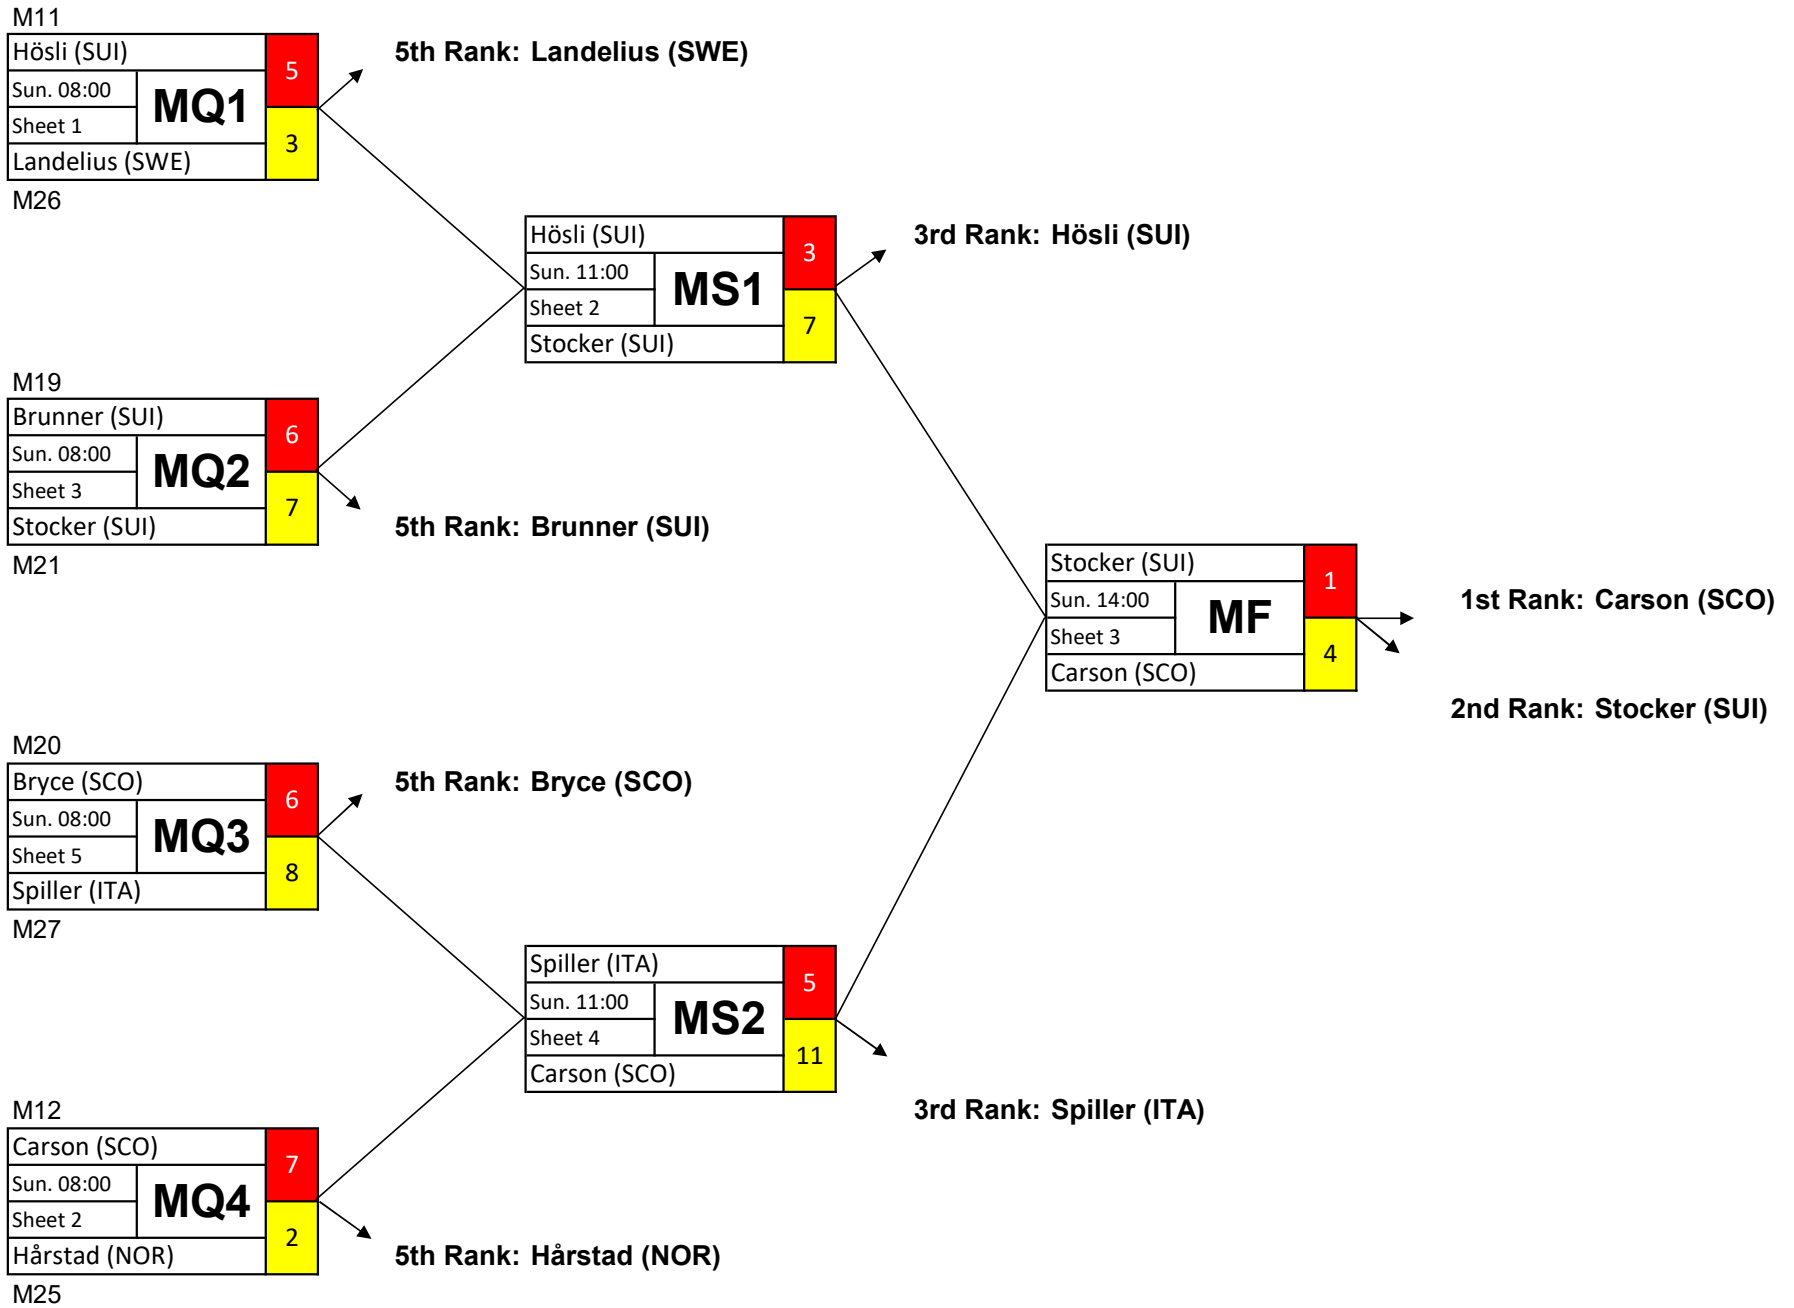 M11
Hösli (SUI)
5
Sun. 08:00
MQ1
Sheet 1
3
Landelius (SWE)
M26
5th Rank: Landelius (SWE)
Hösli (SUI)
3
Sun. 11:00
MS1
Sheet 2
7
Stocker (SUI)
3rd Rank: Hösli (SUI)
M19
Brunner (SUI)
6
Sun. 08:00
MQ2
Sheet 3
7
Stocker (SUI)
M21
5th Rank: Brunner (SUI)
Stocker (SUI)
1
Sun. 14:00
MF
Sheet 3
4
Carson (SCO)
1st Rank: Carson (SCO)
2nd Rank: Stocker (SUI)
M20
Bryce (SCO)
6
Sun. 08:00
MQ3
Sheet 5
8
Spiller (ITA)
M27
5th Rank: Bryce (SCO)
Spiller (ITA)
5
Sun. 11:00
MS2
Sheet 4
11
Carson (SCO)
3rd Rank: Spiller (ITA)
M12
Carson (SCO)
7
Sun. 08:00
MQ4
Sheet 2
2
Hårstad (NOR)
M25
5th Rank: Hårstad (NOR)